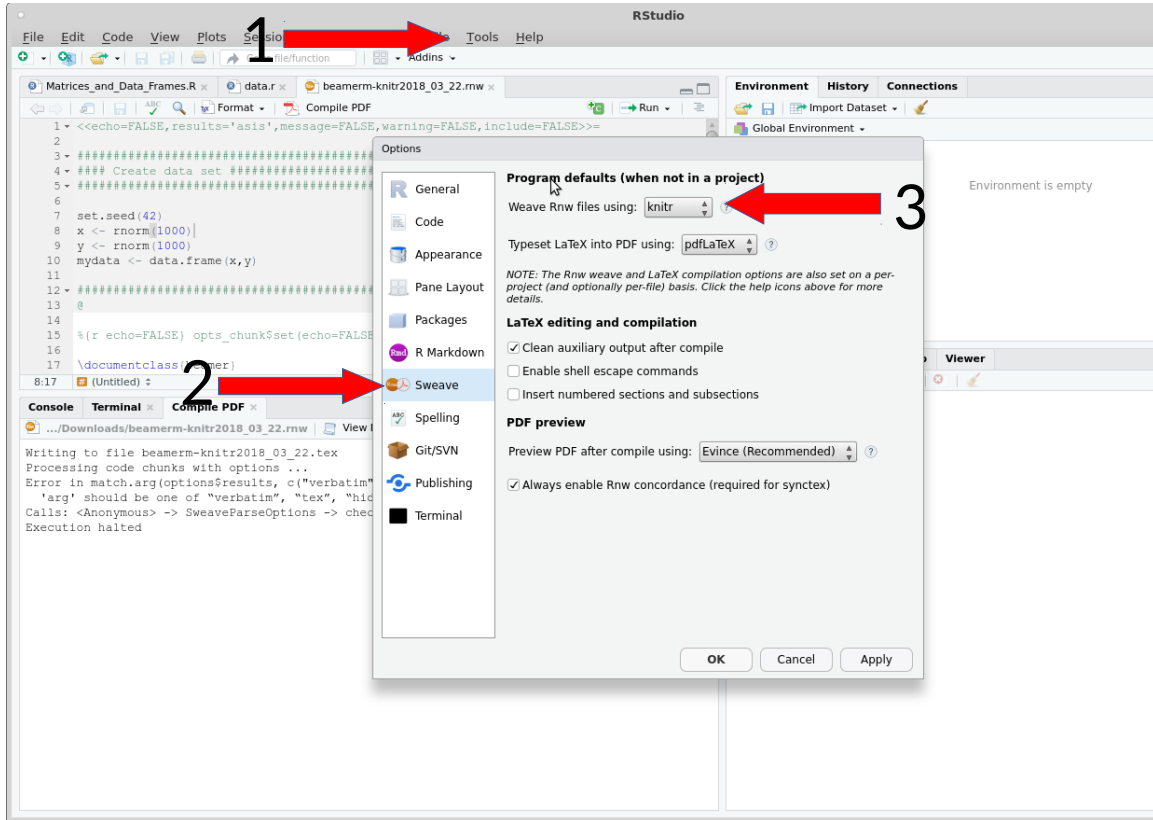 RStudio
1
File Edit Code View Plots Tools Help
file/function Addins
Matrices_and_Data_Frames.R × data.r × beamerm-knitr2018_03_22.rnw ×
ABC Format Compile PDF Run
1 <<echo=FALSE,results='asis',message=FALSE,warning=FALSE,include=FALSE>>=
2
3 ########################################
4 #### Create data set ####################
5 ########################################
6
7 set.seed(42)
8 x <- rnorm(1000)
9 y <- rnorm(1000)
10 mydata <- data.frame(x,y)
11
12 ########################################
13 @
14
15 %{r echo=FALSE} opts_chunk$set(echo=FALSE
16
17 \documentclass{beamer}
8:17 (Untitled)
2
Console Terminal × Compile PDF ×
.../Downloads/beamerm-knitr2018_03_22.rnw View
Writing to file beamerm-knitr2018_03_22.tex
Processing code chunks with options ...
Error in match.arg(options$results, c("verbatim"
'arg' should be one of “verbatim”, “tex”, “hid
Calls: <Anonymous> -> SweaveParseOptions -> chec
Execution halted
Options
R General
Code
Appearance
Pane Layout
Packages
Rmd R Markdown
Sweave
ABC Spelling
Git/SVN
Publishing
Terminal
Program defaults (when not in a project)
Weave Rnw files using: knitr ?
3
Typeset LaTeX into PDF using: pdfLaTeX ?
NOTE: The Rnw weave and LaTeX compilation options are also set on a per-
project (and optionally per-file) basis. Click the help icons above for more
details.
LaTeX editing and compilation
Clean auxiliary output after compile
Enable shell escape commands
Insert numbered sections and subsections
PDF preview
Preview PDF after compile using: Evince (Recommended) ?
Always enable Rnw concordance (required for synctex)
OK Cancel Apply
Environment History Connections
Import Dataset
Global Environment
Environment is empty
Viewer